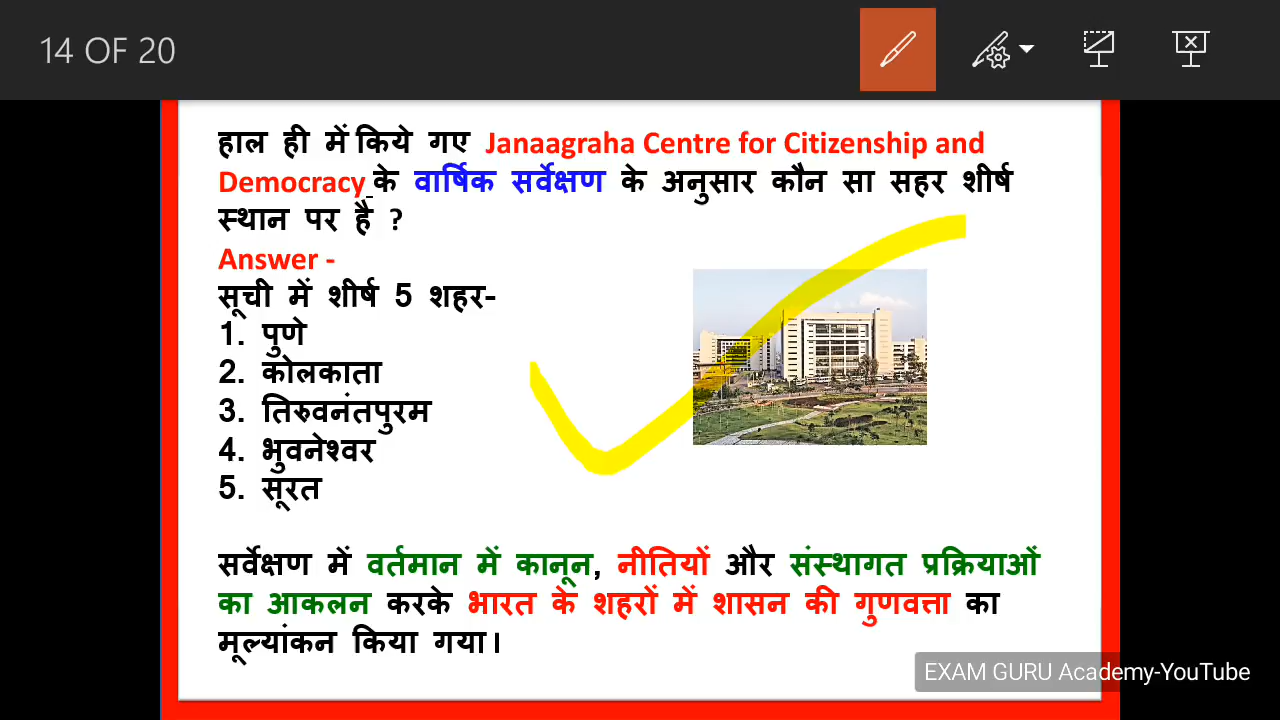 14 OF 20
हाल ही में किये गए Janaagraha Centre for Citizenship and
Democracy के वार्षिक सर्वेक्षण के अनुसार कौन सा सहर शीर्ष
स्थान पर है ?
Answer -
सूची में शीर्ष 5 शहर-
1. पुणे
2. कोलकाता
3. तिरुवनंतपुरम
4. भुवनेश्वर
5. सूरत
सर्वेक्षण में वर्तमान में कानून, नीतियों और संस्थागत प्रक्रियाओं
का आकलन करके भारत के शहरों में शासन की गुणवत्ता का
मूल्यांकन किया गया।
EXAM GURU Academy-YouTube